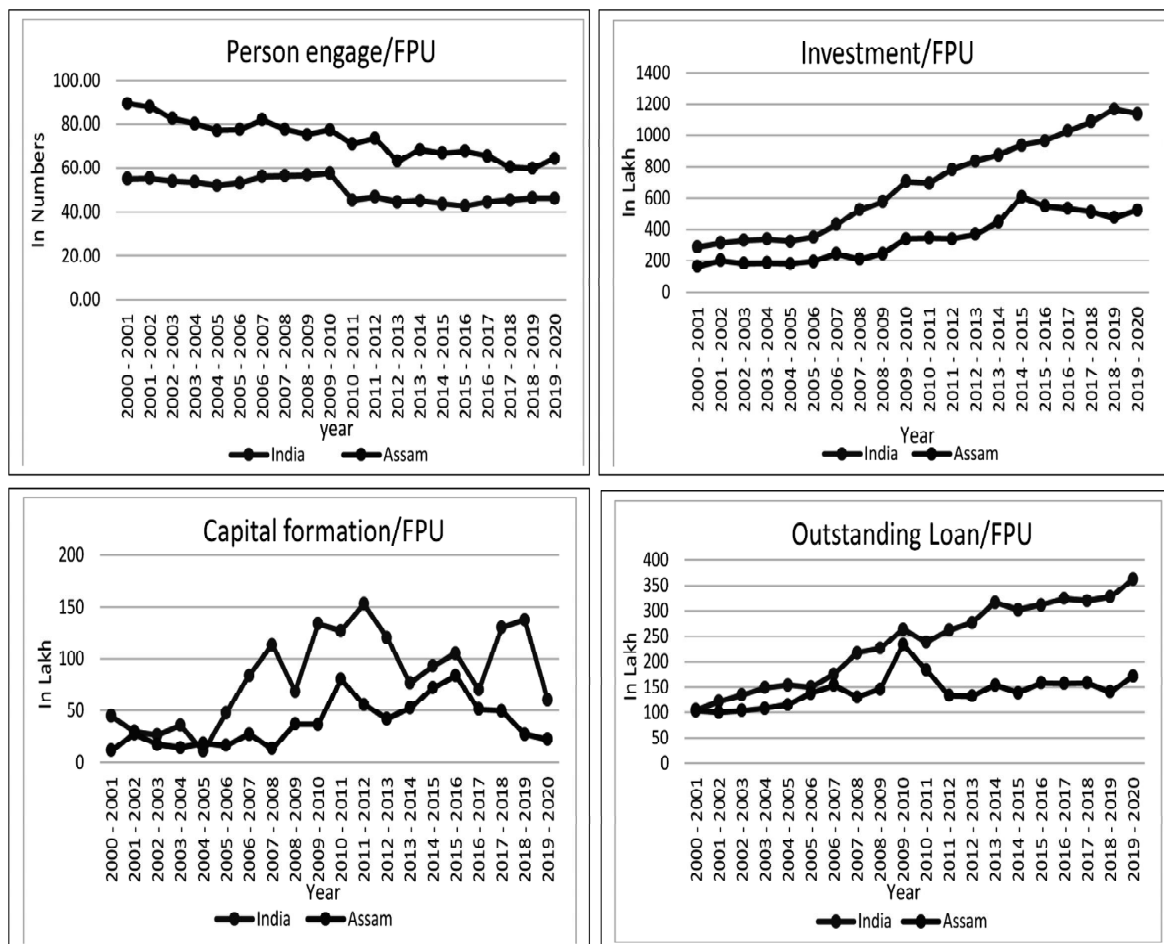 Person engage/FPU
In Numbers
100.00
80.00
60.00
40.00
20.00
0.00
2000 - 2001
2001 - 2002
2002 - 2003
2003 - 2004
2004 - 2005
2005 - 2006
2006 - 2007
2007 - 2008
2008 - 2009
2009 - 2010
2010 - 2011
2011 - 2012
2012 - 2013
2013 - 2014
2014 - 2015
2015 - 2016
2016 - 2017
2017 - 2018
2018 - 2019
2019 - 2020
year
India Assam
Investment/FPU
In Lakh
1400
1200
1000
800
600
400
200
0
2000 - 2001
2001 - 2002
2002 - 2003
2003 - 2004
2004 - 2005
2005 - 2006
2006 - 2007
2007 - 2008
2008 - 2009
2009 - 2010
2010 - 2011
2011 - 2012
2012 - 2013
2013 - 2014
2014 - 2015
2015 - 2016
2016 - 2017
2017 - 2018
2018 - 2019
2019 - 2020
Year
India Assam
Capital formation/FPU
In Lakh
200
150
100
50
0
2000 - 2001
2001 - 2002
2002 - 2003
2003 - 2004
2004 - 2005
2005 - 2006
2006 - 2007
2007 - 2008
2008 - 2009
2009 - 2010
2010 - 2011
2011 - 2012
2012 - 2013
2013 - 2014
2014 - 2015
2015 - 2016
2016 - 2017
2017 - 2018
2018 - 2019
2019 - 2020
Year
India Assam
Outstanding Loan/FPU
In Lakh
400
350
300
250
200
150
100
50
0
2000 - 2001
2001 - 2002
2002 - 2003
2003 - 2004
2004 - 2005
2005 - 2006
2006 - 2007
2007 - 2008
2008 - 2009
2009 - 2010
2010 - 2011
2011 - 2012
2012 - 2013
2013 - 2014
2014 - 2015
2015 - 2016
2016 - 2017
2017 - 2018
2018 - 2019
2019 - 2020
Year
India Assam